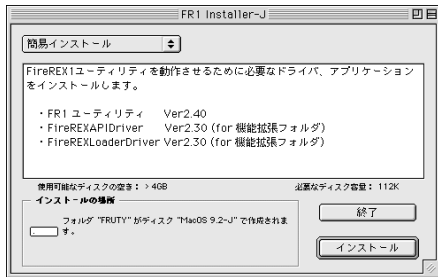 FR1 Installer-J
簡易インストール
FireREX1ユーティリティを動作させるために必要なドライバ、アプリケーション
をインストールします。
・FR1 ユーティリティ Ver2.40
・FireREXAPIDriver Ver2.30 (for 機能拡張フォルダ)
・FireREXLoaderDriver Ver2.30 (for 機能拡張フォルダ)
使用可能なディスクの空き：>4GB 必要なディスク容量：112K
インストールの場所
フォルダ "FRUTY" がディスク "MacOS 9.2-J" で作成されま
す。
終了
インストール